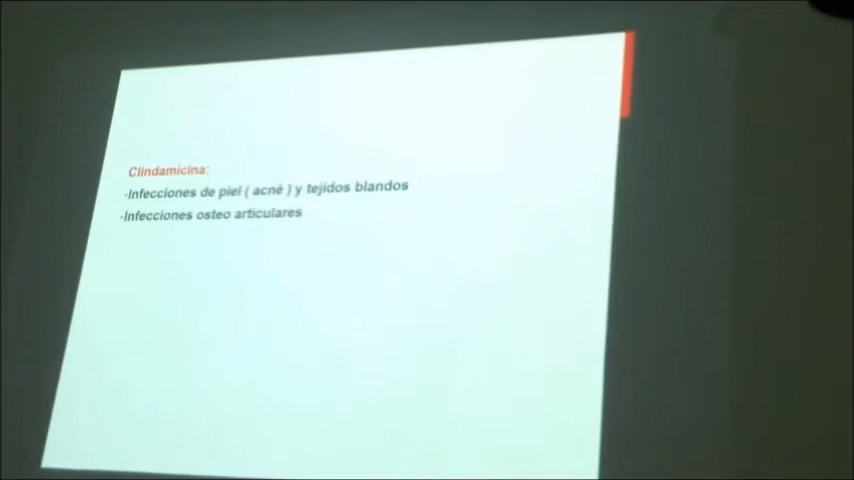 Clindamicina:
-Infecciones de piel ( acné ) y tejidos blandos
-Infecciones osteo articulares